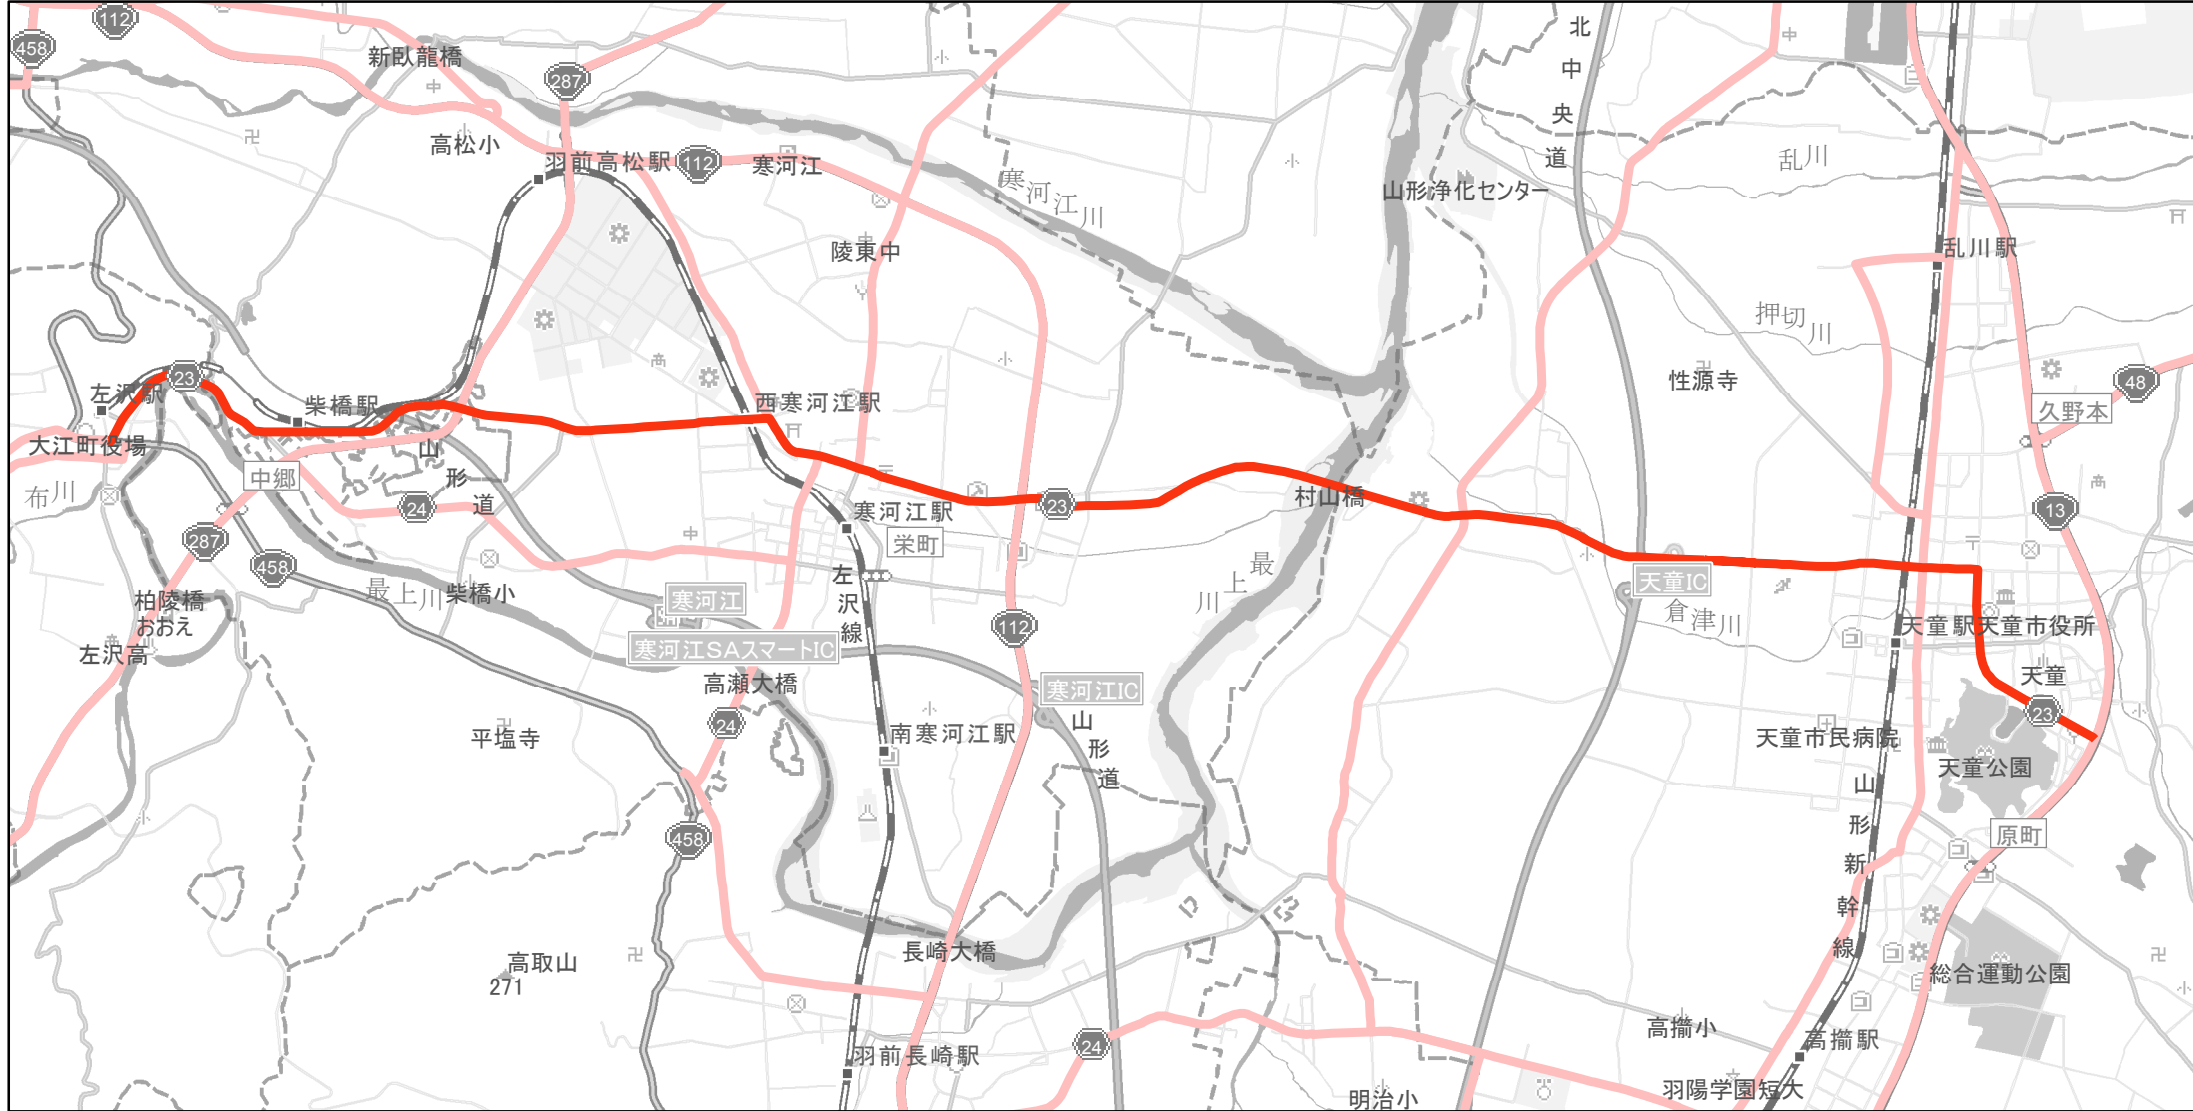 112
458
新臥龍橋
287
北中央道
高松小
羽前高松駅
112
寒河江
寒河江川
山形浄化センター
乱川
陵東中
乱川駅
押切川
性源寺
48
久野本
23
左沢駅
柴橋駅
西寒河江駅
大江町役場
中郷
山形道
布川
24
287
458
寒河江駅
栄町
23
村山橋
13
最上川
柏陵橋
おおえ
左沢高
最上川
柴橋小
左沢線
寒河江
寒河江SAスマートIC
112
天童IC
倉津川
天童駅
天童市役所
天童
23
高瀬大橋
24
寒河江IC
山形道
平塩寺
南寒河江駅
天童市民病院
天童公園
山形新幹線
458
原町
高取山
271
長崎大橋
総合運動公園
羽前長崎駅
24
高擶小
高擶駅
明治小
羽陽学園短大